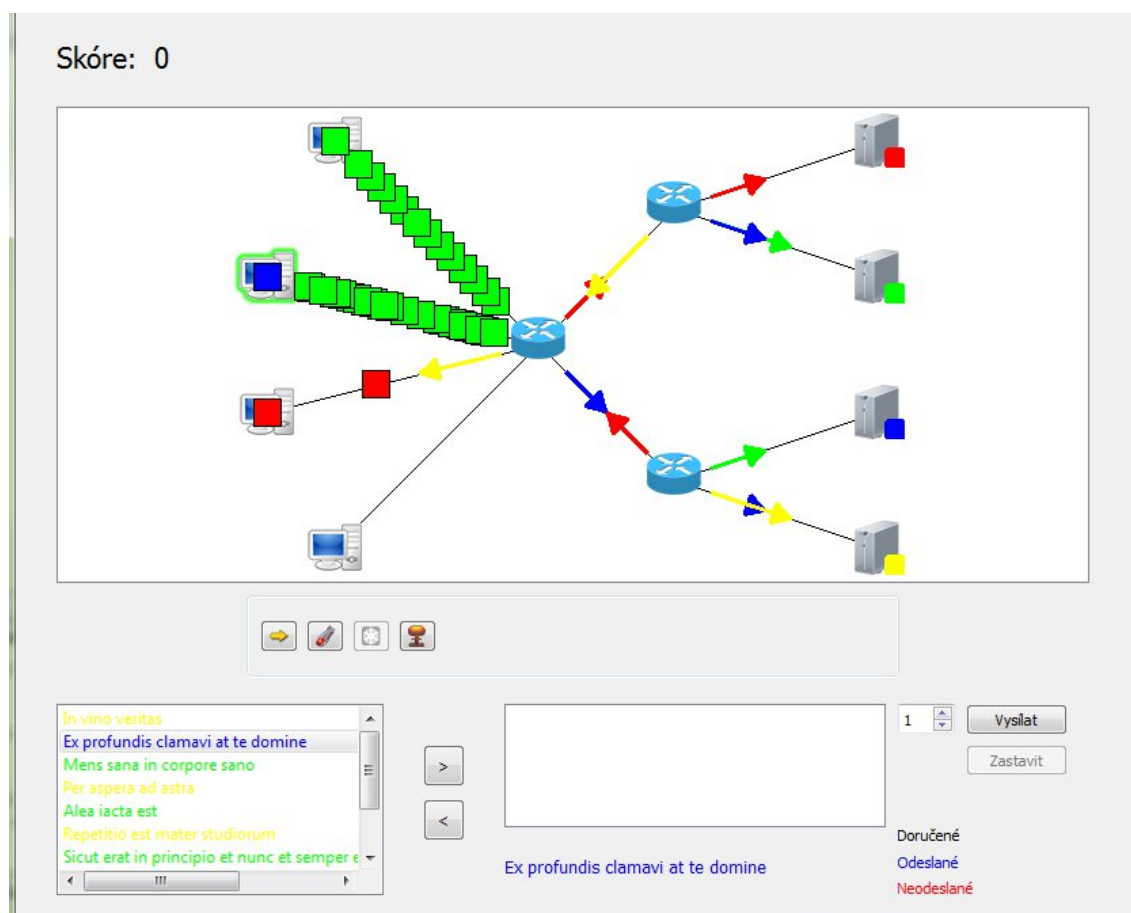 Skóre: 0
In vino veritas
Ex profundis clamavi at te domine
Mens sana in corpore sano
Per aspera ad astra
Alea iacta est
Repetitio est mater studiorum
Sicut erat in principio et nunc et semper e
>
<
Ex profundis clamavi at te domine
1
Vysílat
Zastavit
Doručené
Odeslané
Neodeslané